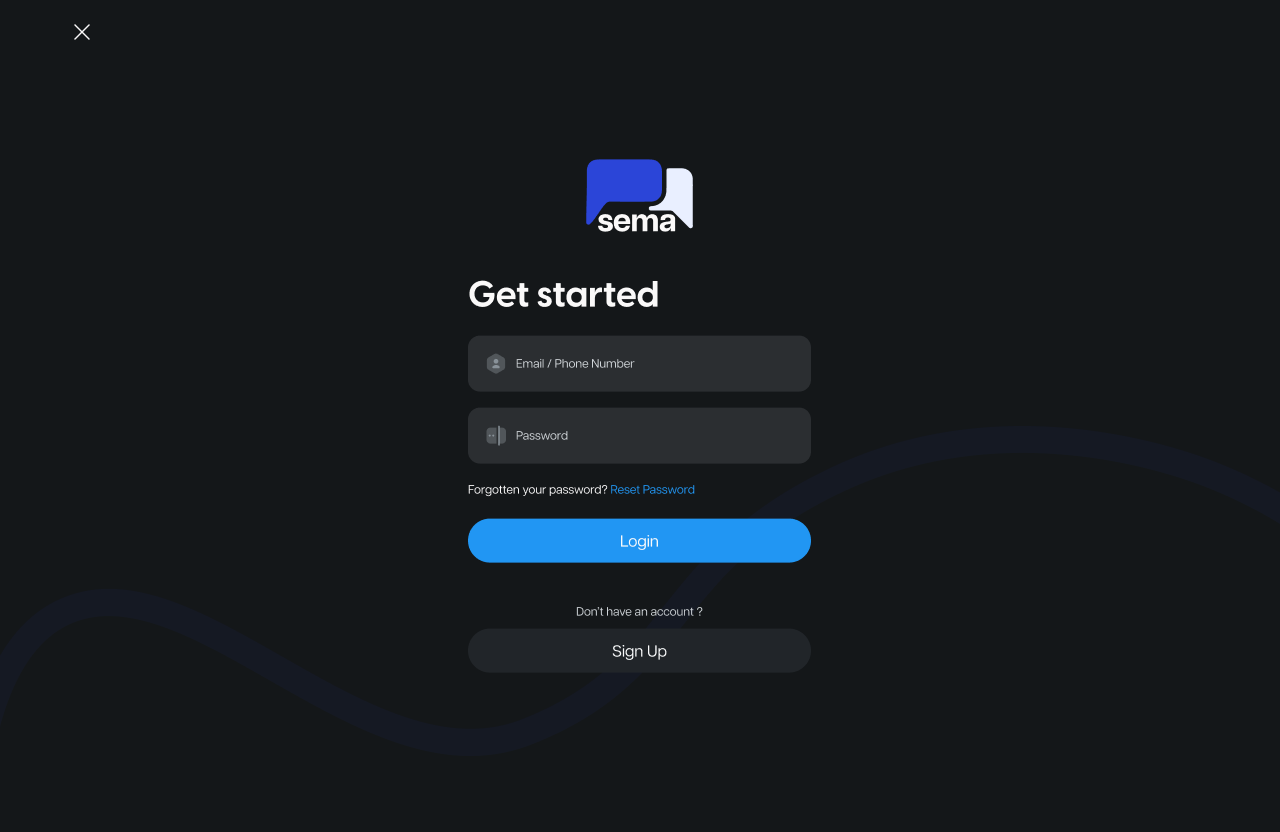 sema
Get started
Email / Phone Number
Password
Forgotten your password? Reset Password
Login
Don't have an account ?
Sign Up